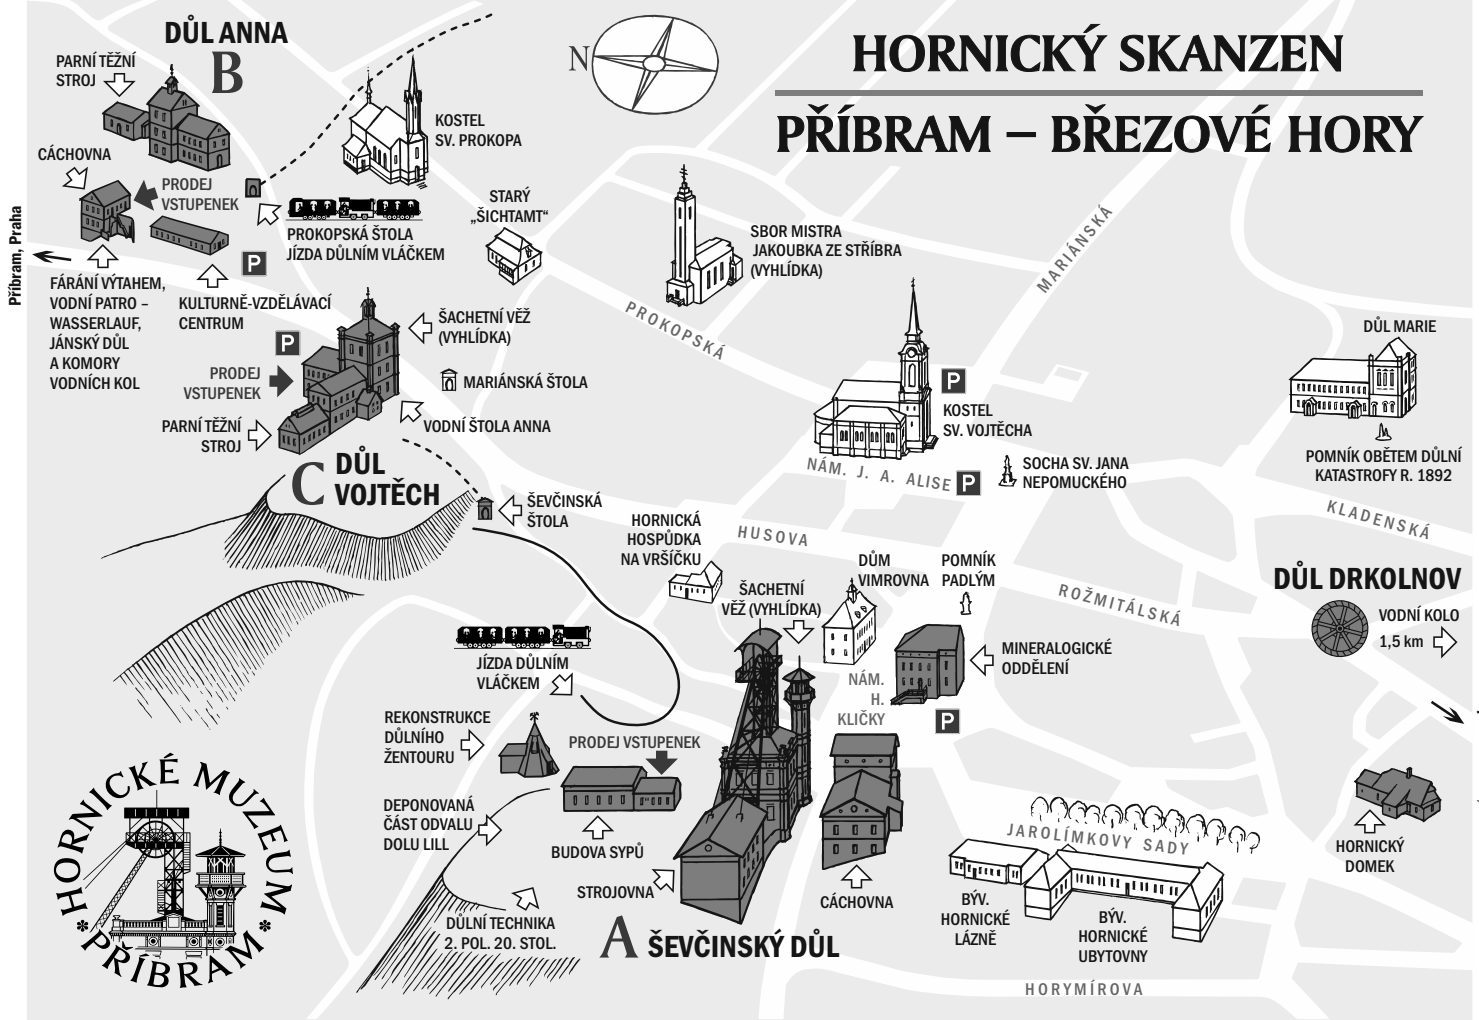 HORNICKÝ SKANZEN
PŘÍBRAM – BŘEZOVÉ HORY
N
DŮL ANNA
B
PARNÍ TĚŽNÍ
STROJ
CÁCHOVNA
PRODEJ
VSTUPENEK
KOSTEL
SV. PROKOPA
PROKOPSKÁ ŠTOLA
JÍZDA DŮLNÍM VLÁČKEM
STARÝ
„ŠICHTAMT“
Příbram, Praha
P
FÁRÁNÍ VÝTAHEM,
VODNÍ PATRO –
WASSERLAUF,
JÁNSKÝ DŮL
A KOMORY
VODNÍCH KOL
KULTURNĚ-VZDĚLÁVACÍ
CENTRUM
SBOR MISTRA
JAKOUBKA ZE STŘÍBRA
(VYHLÍDKA)
MARIÁNSKÁ
PROKOPSKÁ
ŠACHETNÍ VĚŽ
(VYHLÍDKA)
P
PRODEJ
VSTUPENEK
MARIÁNSKÁ ŠTOLA
VODNÍ ŠTOLA ANNA
PARNÍ TĚŽNÍ
STROJ
C
DŮL
VOJTĚCH
ŠEVČINSKÁ
ŠTOLA
P
KOSTEL
SV. VOJTĚCHA
NÁM. J. A. ALISE
P
SOCHA SV. JANA
NEPOMUCKÉHO
DŮL MARIE
POMNÍK OBĚTEM DŮLNÍ
KATASTROFY R. 1892
KLADENSKÁ
HUSOVA
ROŽMITÁLSKÁ
HORNICKÁ
HOSPŮDKA
NA VRŠÍČKU
ŠACHETNÍ
VĚŽ (VYHLÍDKA)
DŮM
VIMROVNA
POMNÍK
PADLÝM
MINERALOGICKÉ
ODDĚLENÍ
NÁM.
H.
KLIČKY
P
DŮL DRKOLNOV
VODNÍ KOLO
1,5 km
JÍZDA DŮLNÍM
VLÁČKEM
REKONSTRUKCE
DŮLNÍHO
ŽENTOURU
PRODEJ VSTUPENEK
DEPONOVANÁ
ČÁST ODVALU
DOLU LILL
BUDOVA SYPŮ
STROJOVNA
DŮLNÍ TECHNIKA
2. POL. 20. STOL.
A
ŠEVČINSKÝ DŮL
CÁCHOVNA
JAROLÍMKOVY SADY
BÝV.
HORNICKÉ
LÁZNĚ
BÝV.
HORNICKÉ
UBYTOVNY
HORNICKÝ
DOMEK
HORYMÍROVA
HORNICKÉ MUZEUM
* PŘÍBRAM *